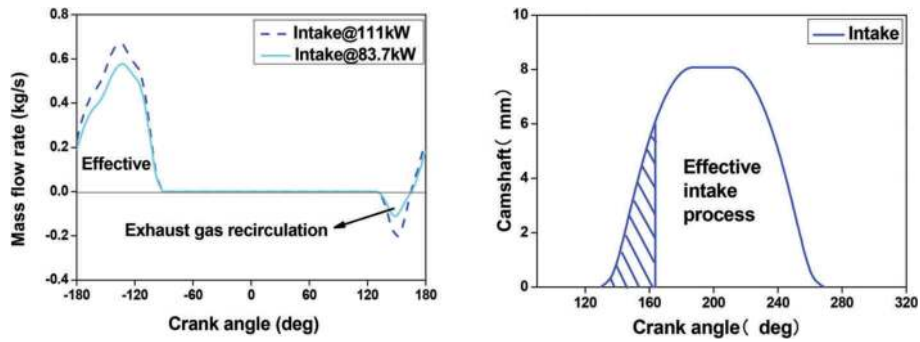 Intake@111kW
Intake@83.7kW
Mass flow rate (kg/s)
0.8
0.6
0.4
0.2
0.0
-0.2
-0.4
Effective
Exhaust gas recirculation
-180 -120 -60 0 60 120 180
Crank angle (deg)
Intake
Camshaft( mm)
10
8
6
4
2
0
Effective
intake
process
120 160 200 240 280 320
Crank angle( deg)